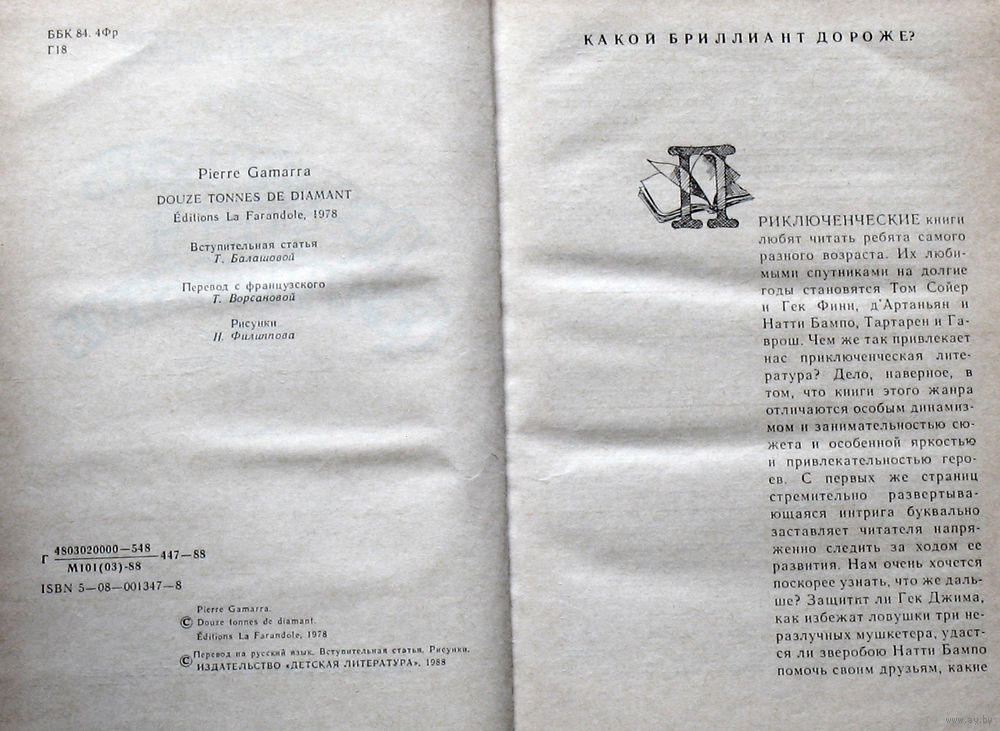 ББК 84.4Фр
Г18
Pierre Gamarra
DOUZE TONNES DE DIAMANT
Éditions La Farandole, 1978
Вступительная статья
Т. Балашовой
Перевод с французского
Т. Ворсановой
Рисунки
Н. Филиппова
Г 4803020000—548
М101(03)-88 447—88
ISBN 5—08—001347—8
Pierre Gamarra.
© Douze tonnes de diamant.
Éditions La Farandole, 1978
© Перевод на русский язык. Вступительная статья. Рисунки.
ИЗДАТЕЛЬСТВО «ДЕТСКАЯ ЛИТЕРАТУРА», 1988
КАКОЙ БРИЛЛИАНТ ДОРОЖЕ?
ПРИКЛЮЧЕНЧЕСКИЕ книги
любят читать ребята самого
разного возраста. Их люби-
мыми спутниками на долгие
годы становятся Том Сойер
и Гек Финн, д'Артаньян и
Натти Бампо, Тартарен и Га-
врош. Чем же так привлекает
нас приключенческая лите-
ратура? Дело, наверное, в
том, что книги этого жанра
отличаются особым динамиз-
мом и занимательностью сю-
жета и особенной яркостью
и привлекательностью геро-
ев. С первых же страниц
стремительно развертыва-
ющаяся интрига буквально
заставляет читателя напря-
женно следить за ходом ее
развития. Нам очень хочется
поскорее узнать, что же даль-
ше? Защитит ли Гек Джима,
как избежат ловушки три не-
разлучных мушкетера, удаст-
ся ли зверобою Натти Бампо
помочь своим друзьям, какие
www.ay.by